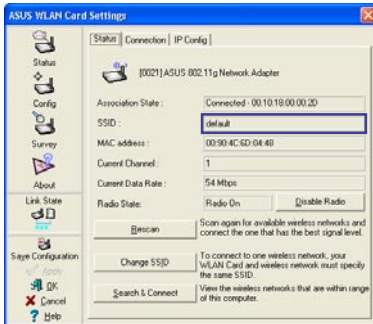 ASUS WLAN Card Settings
Status
Config
Survey
About
Link State
Save Configuration
Apply
OK
Cancel
Help
Status Connection IP Config
[0021] ASUS 802.11g Network Adapter
Association State : Connected - 00:10:18:00:00:2D
SSID : default
MAC address : 00:90:4C:6D:04:48
Current Channel : 1
Current Data Rate : 54 Mbps
Radio State: Radio On Disable Radio
Rescan
Scan again for available wireless networks and
connect the one that has the best signal level.
Change SSID
To connect to one wireless network, your
WLAN Card and wireless network must specify
the same SSID.
Search & Connect
View the wireless networks that are within range
of this computer.